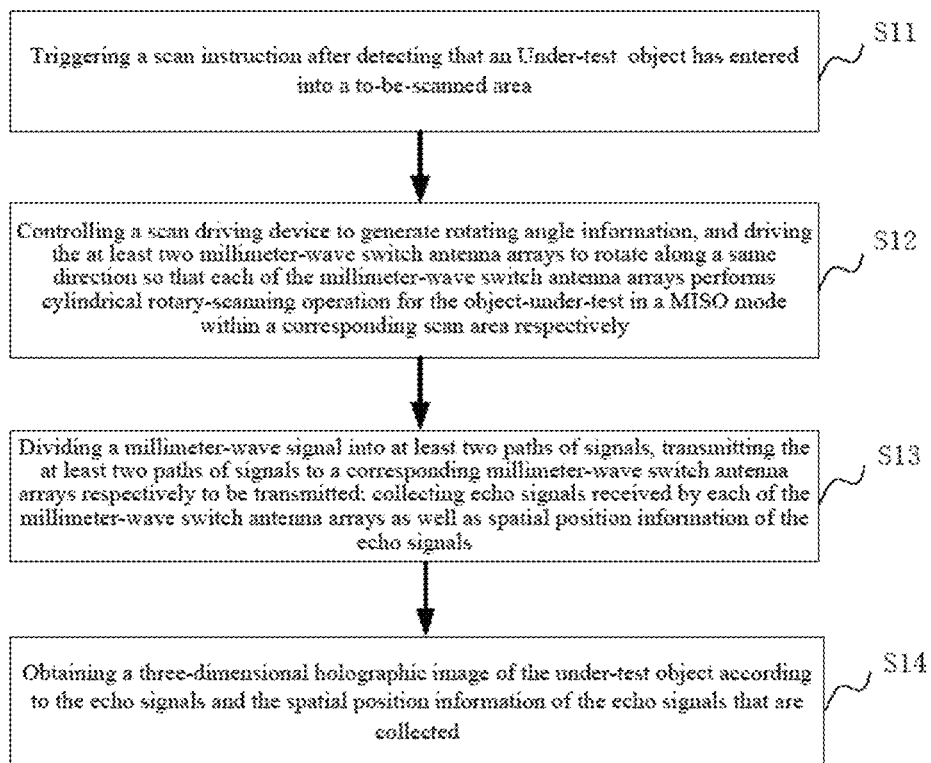 Triggering a scan instruction after detecting that an Under-test object has entered
into a to-be-scanned area
S11
Controlling a scan driving device to generate rotating angle information, and driving
the at least two millimeter-wave switch antenna arrays to rotate along a same
direction so that each of the millimeter-wave switch antenna arrays performs
cylindrical rotary-scanning operation for the object-under-test in a MISO mode
within a corresponding scan area respectively
S12
Dividing a millimeter-wave signal into at least two paths of signals, transmitting the
at least two paths of signals to a corresponding millimeter-wave switch antenna
arrays respectively to be transmitted; collecting echo signals received by each of the
millimeter-wave switch antenna arrays as well as spatial position information of the
echo signals
S13
Obtaining a three-dimensional holographic image of the under-test object according
to the echo signals and the spatial position information of the echo signals that are
collected
S14